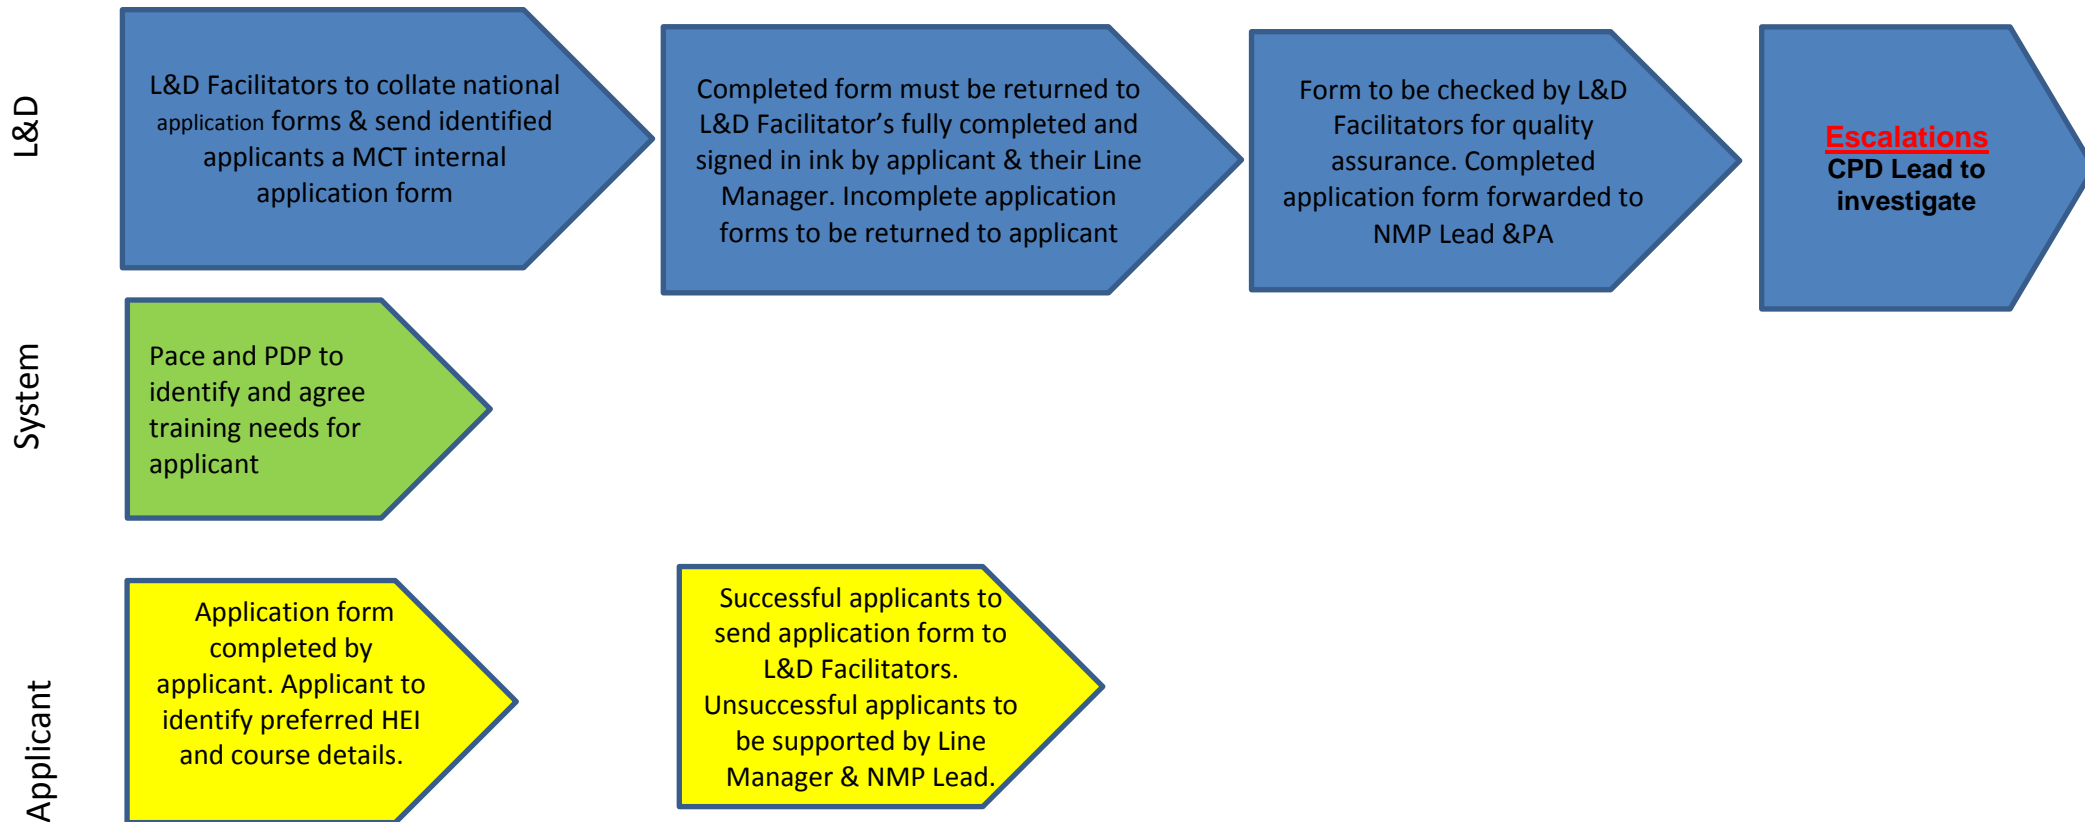 L&D
L&D Facilitators to collate national
application forms & send identified
applicants a MCT internal
application form
Completed form must be returned to
L&D Facilitator’s fully completed and
signed in ink by applicant & their Line
Manager. Incomplete application
forms to be returned to applicant
Form to be checked by L&D
Facilitators for quality
assurance. Completed
application form forwarded to
NMP Lead &PA
Escalations
CPD Lead to
investigate
System
Pace and PDP to
identify and agree
training needs for
applicant
Applicant
Application form
completed by
applicant. Applicant to
identify preferred HEI
and course details.
Successful applicants to
send application form to
L&D Facilitators.
Unsuccessful applicants to
be supported by Line
Manager & NMP Lead.